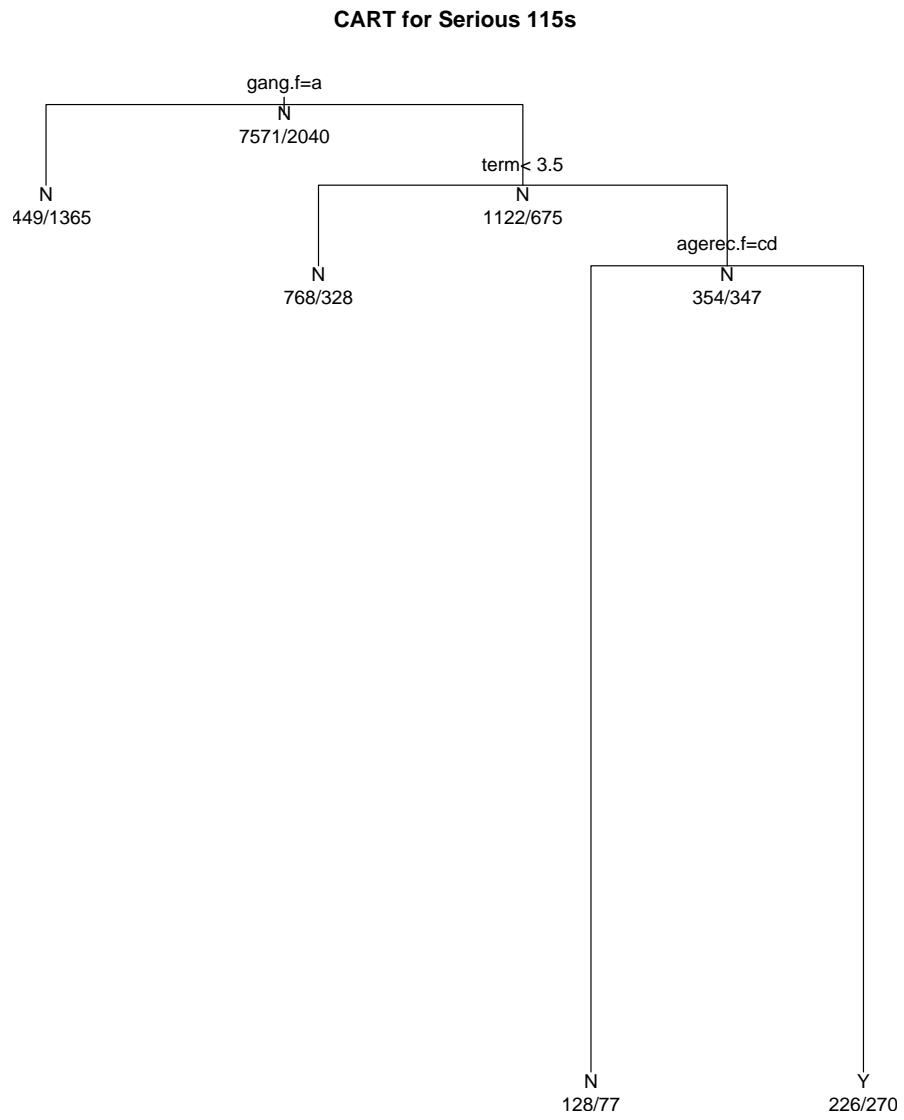 CART for Serious 115s
gang.f=a
N
7571/2040
term< 3.5
N
449/1365
N
1122/675
agerec.f=cd
N
768/328
N
354/347
N
128/77
Y
226/270